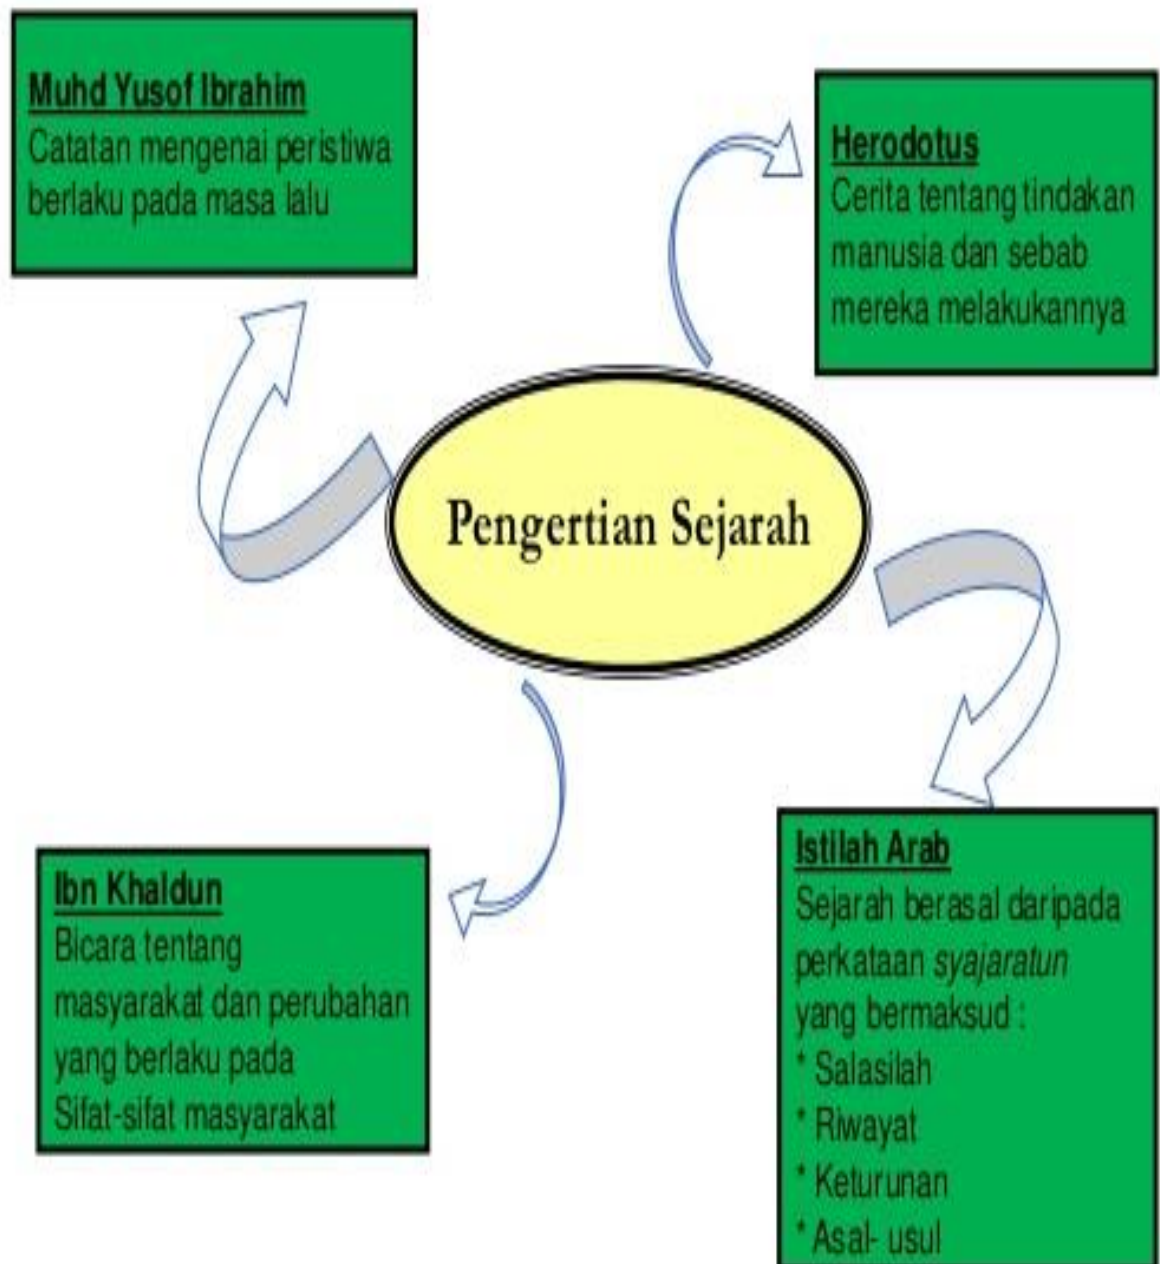 Muhd Yusof Ibrahim
Catatan mengenai peristiwa
berlaku pada masa lalu
Herodotus
Cerita tentang tindakan
manusia dan sebab
mereka melakukannya
Pengertian Sejarah
Ibn Khaldun
Bicara tentang
masyarakat dan perubahan
yang berlaku pada
Sifat-sifat masyarakat
Istilah Arab
Sejarah berasal daripada
perkataan syajaratun
yang bermaksud :
* Salasilah
* Riwayat
* Keturunan
* Asal- usul